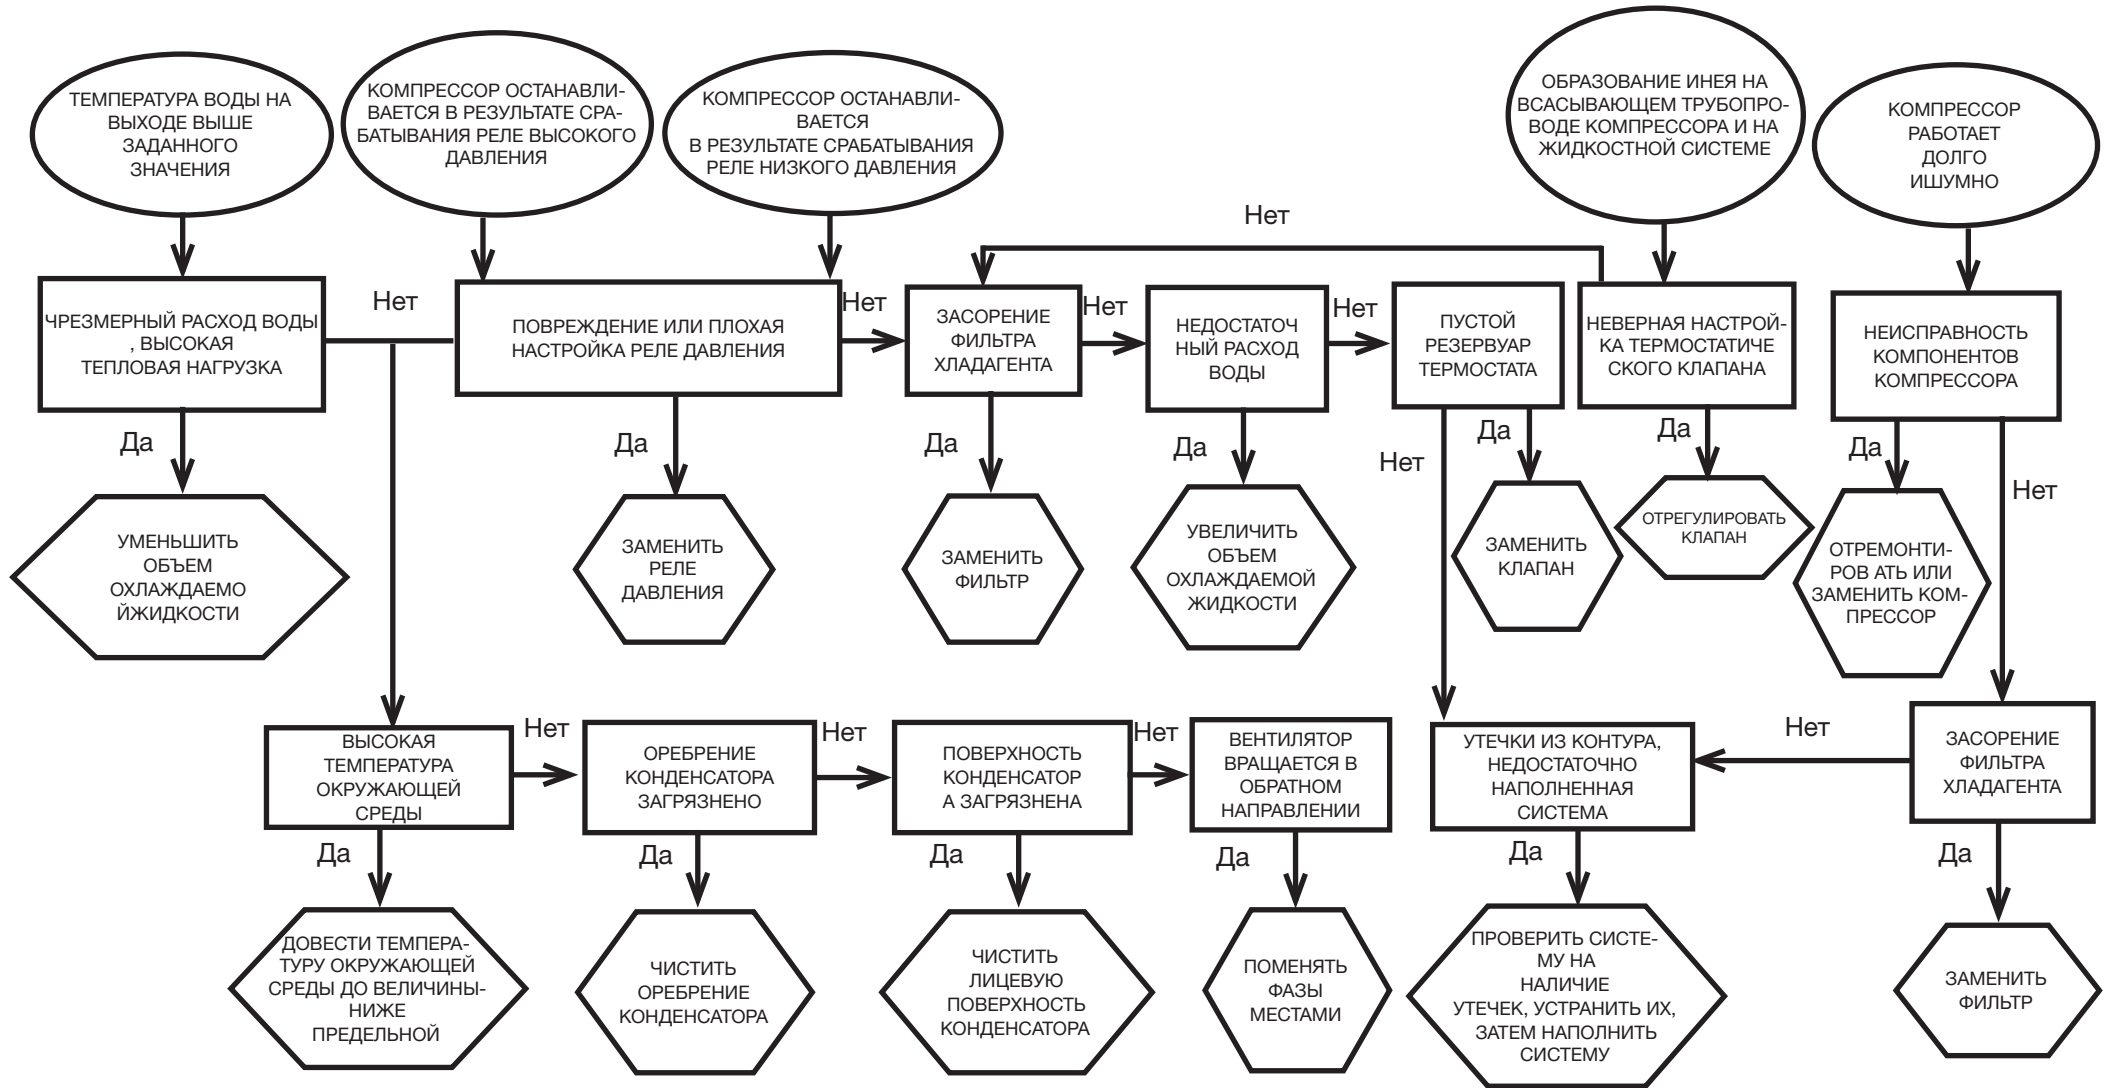 ТЕМПЕРАТУРА ВОДЫ НА
ВЫХОДЕ ВЫШЕ
ЗАДАННОГО
ЗНАЧЕНИЯ
КОМПРЕССОР ОСТАНАВЛИ-
ВАЕТСЯ В РЕЗУЛЬТАТЕ СРА-
БАТЫВАНИЯ РЕЛЕ ВЫСОКОГО
ДАВЛЕНИЯ
КОМПРЕССОР ОСТАНАВЛИ-
ВАЕТСЯ
В РЕЗУЛЬТАТЕ СРАБАТЫВАНИЯ
РЕЛЕ НИЗКОГО ДАВЛЕНИЯ
ОБРАЗОВАНИЕ ИНЕЯ НА
ВСАСЫВАЮЩЕМ ТРУБОПРО-
ВОДЕ КОМПРЕССОРА И НА
ЖИДКОСТНОЙ СИСТЕМЕ
КОМПРЕССОР
РАБОТАЕТ
ДОЛГО
ИШУМНО
Нет
ЧРЕЗМЕРНЫЙ РАСХОД ВОДЫ
, ВЫСОКАЯ
ТЕПЛОВАЯ НАГРУЗКА
Нет
ПОВРЕЖДЕНИЕ ИЛИ ПЛОХАЯ
НАСТРОЙКА РЕЛЕ ДАВЛЕНИЯ
Нет
ЗАСОРЕНИЕ
ФИЛЬТРА
ХЛАДАГЕНТА
Нет
НЕДОСТАТОЧ
НЫЙ РАСХОД
ВОДЫ
Нет
ПУСТОЙ
РЕЗЕРВУАР
ТЕРМОСТАТА
НЕВЕРНАЯ НАСТРОЙ-
КА ТЕРМОСТАТИЧЕ
СКОГО КЛАПАНА
НЕИСПРАВНОСТЬ
КОМПОНЕНТОВ
КОМПРЕССОРА
Да
Да
Да
Да
Нет
Да
Да
Да
Нет
УМЕНЬШИТЬ
ОБЪЕМ
ОХЛАЖДАЕМО
ЙЖИДКОСТИ
ЗАМЕНИТЬ
РЕЛЕ
ДАВЛЕНИЯ
ЗАМЕНИТЬ
ФИЛЬТР
УВЕЛИЧИТЬ
ОБЪЕМ
ОХЛАЖДАЕМОЙ
ЖИДКОСТИ
ЗАМЕНИТЬ
КЛАПАН
ОТРЕГУЛИРОВАТЬ
КЛАПАН
ОТРЕМОНТИ-
РОВ АТЬ ИЛИ
ЗАМЕНИТЬ КОМ-
ПРЕССОР
ВЫСОКАЯ
ТЕМПЕРАТУРА
ОКРУЖАЮЩЕЙ
СРЕДЫ
Нет
ОРЕБРЕНИЕ
КОНДЕНСАТОРА
ЗАГРЯЗНЕНО
Нет
ПОВЕРХНОСТЬ
КОНДЕНСАТОР
А ЗАГРЯЗНЕНА
Нет
ВЕНТИЛЯТОР
ВРАЩАЕТСЯ В
ОБРАТНОМ
НАПРАВЛЕНИИ
УТЕЧКИ ИЗ КОНТУРА,
НЕДОСТАТОЧНО
НАПОЛНЕННАЯ
СИСТЕМА
Нет
ЗАСОРЕНИЕ
ФИЛЬТРА
ХЛАДАГЕНТА
Да
Да
Да
Да
Да
Да
ДОВЕСТИ ТЕМПЕРА-
ТУРУ ОКРУЖАЮЩЕЙ
СРЕДЫ ДО ВЕЛИЧИНЫ-
НИЖЕ
ПРЕДЕЛЬНОЙ
ЧИСТИТЬ
ОРЕБРЕНИЕ
КОНДЕНСАТОРА
ЧИСТИТЬ
ЛИЦЕВУЮ
ПОВЕРХНОСТЬ
КОНДЕНСАТОРА
ПОМЕНЯТЬ
ФАЗЫ
МЕСТАМИ
ПРОВЕРИТЬ СИСТЕ-
МУ НА
НАЛИЧИЕ
УТЕЧЕК, УСТРАНИТЬ ИХ,
ЗАТЕМ НАПОЛНИТЬ
СИСТЕМУ
ЗАМЕНИТЬ
ФИЛЬТР